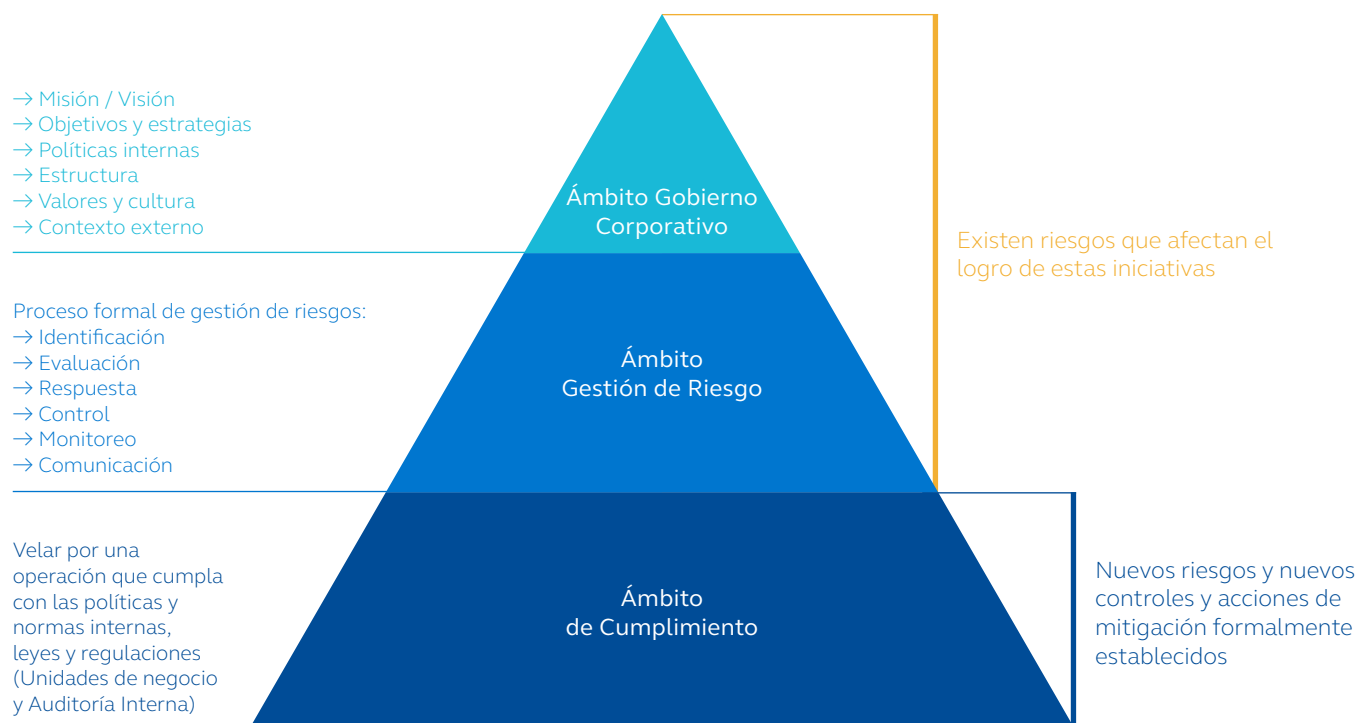 → Misión / Visión
→ Objetivos y estrategias
→ Políticas internas
→ Estructura
→ Valores y cultura
→ Contexto externo
Ámbito Gobierno
Corporativo
Existen riesgos que afectan el
logro de estas iniciativas
Proceso formal de gestión de riesgos:
→ Identificación
→ Evaluación
→ Respuesta
→ Control
→ Monitoreo
→ Comunicación
Ámbito
Gestión de Riesgo
Velar por una
operación que cumpla
con las políticas y
normas internas,
leyes y regulaciones
(Unidades de negocio
y Auditoría Interna)
Ámbito
de Cumplimiento
Nuevos riesgos y nuevos
controles y acciones de
mitigación formalmente
establecidos